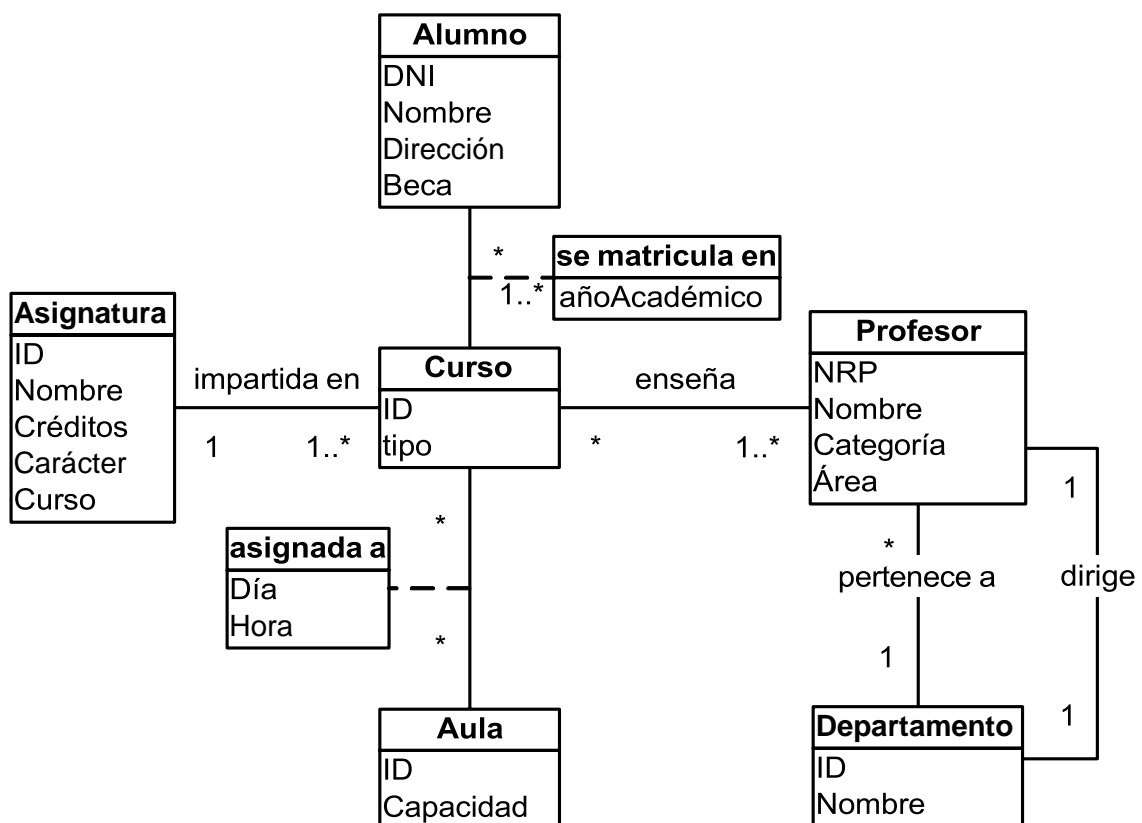 Alumno
DNI
Nombre
Dirección
Beca
*
1..*
se matricula en
añoAcadémico
Asignatura
ID
Nombre
Créditos
Carácter
Curso
impartida en
1
1..*
Curso
ID
tipo
enseña
*
1..*
Profesor
NRP
Nombre
Categoría
Área
*
pertenece a
1
1
dirige
1
*
asignada a
Día
Hora
*
Aula
ID
Capacidad
Departamento
ID
Nombre